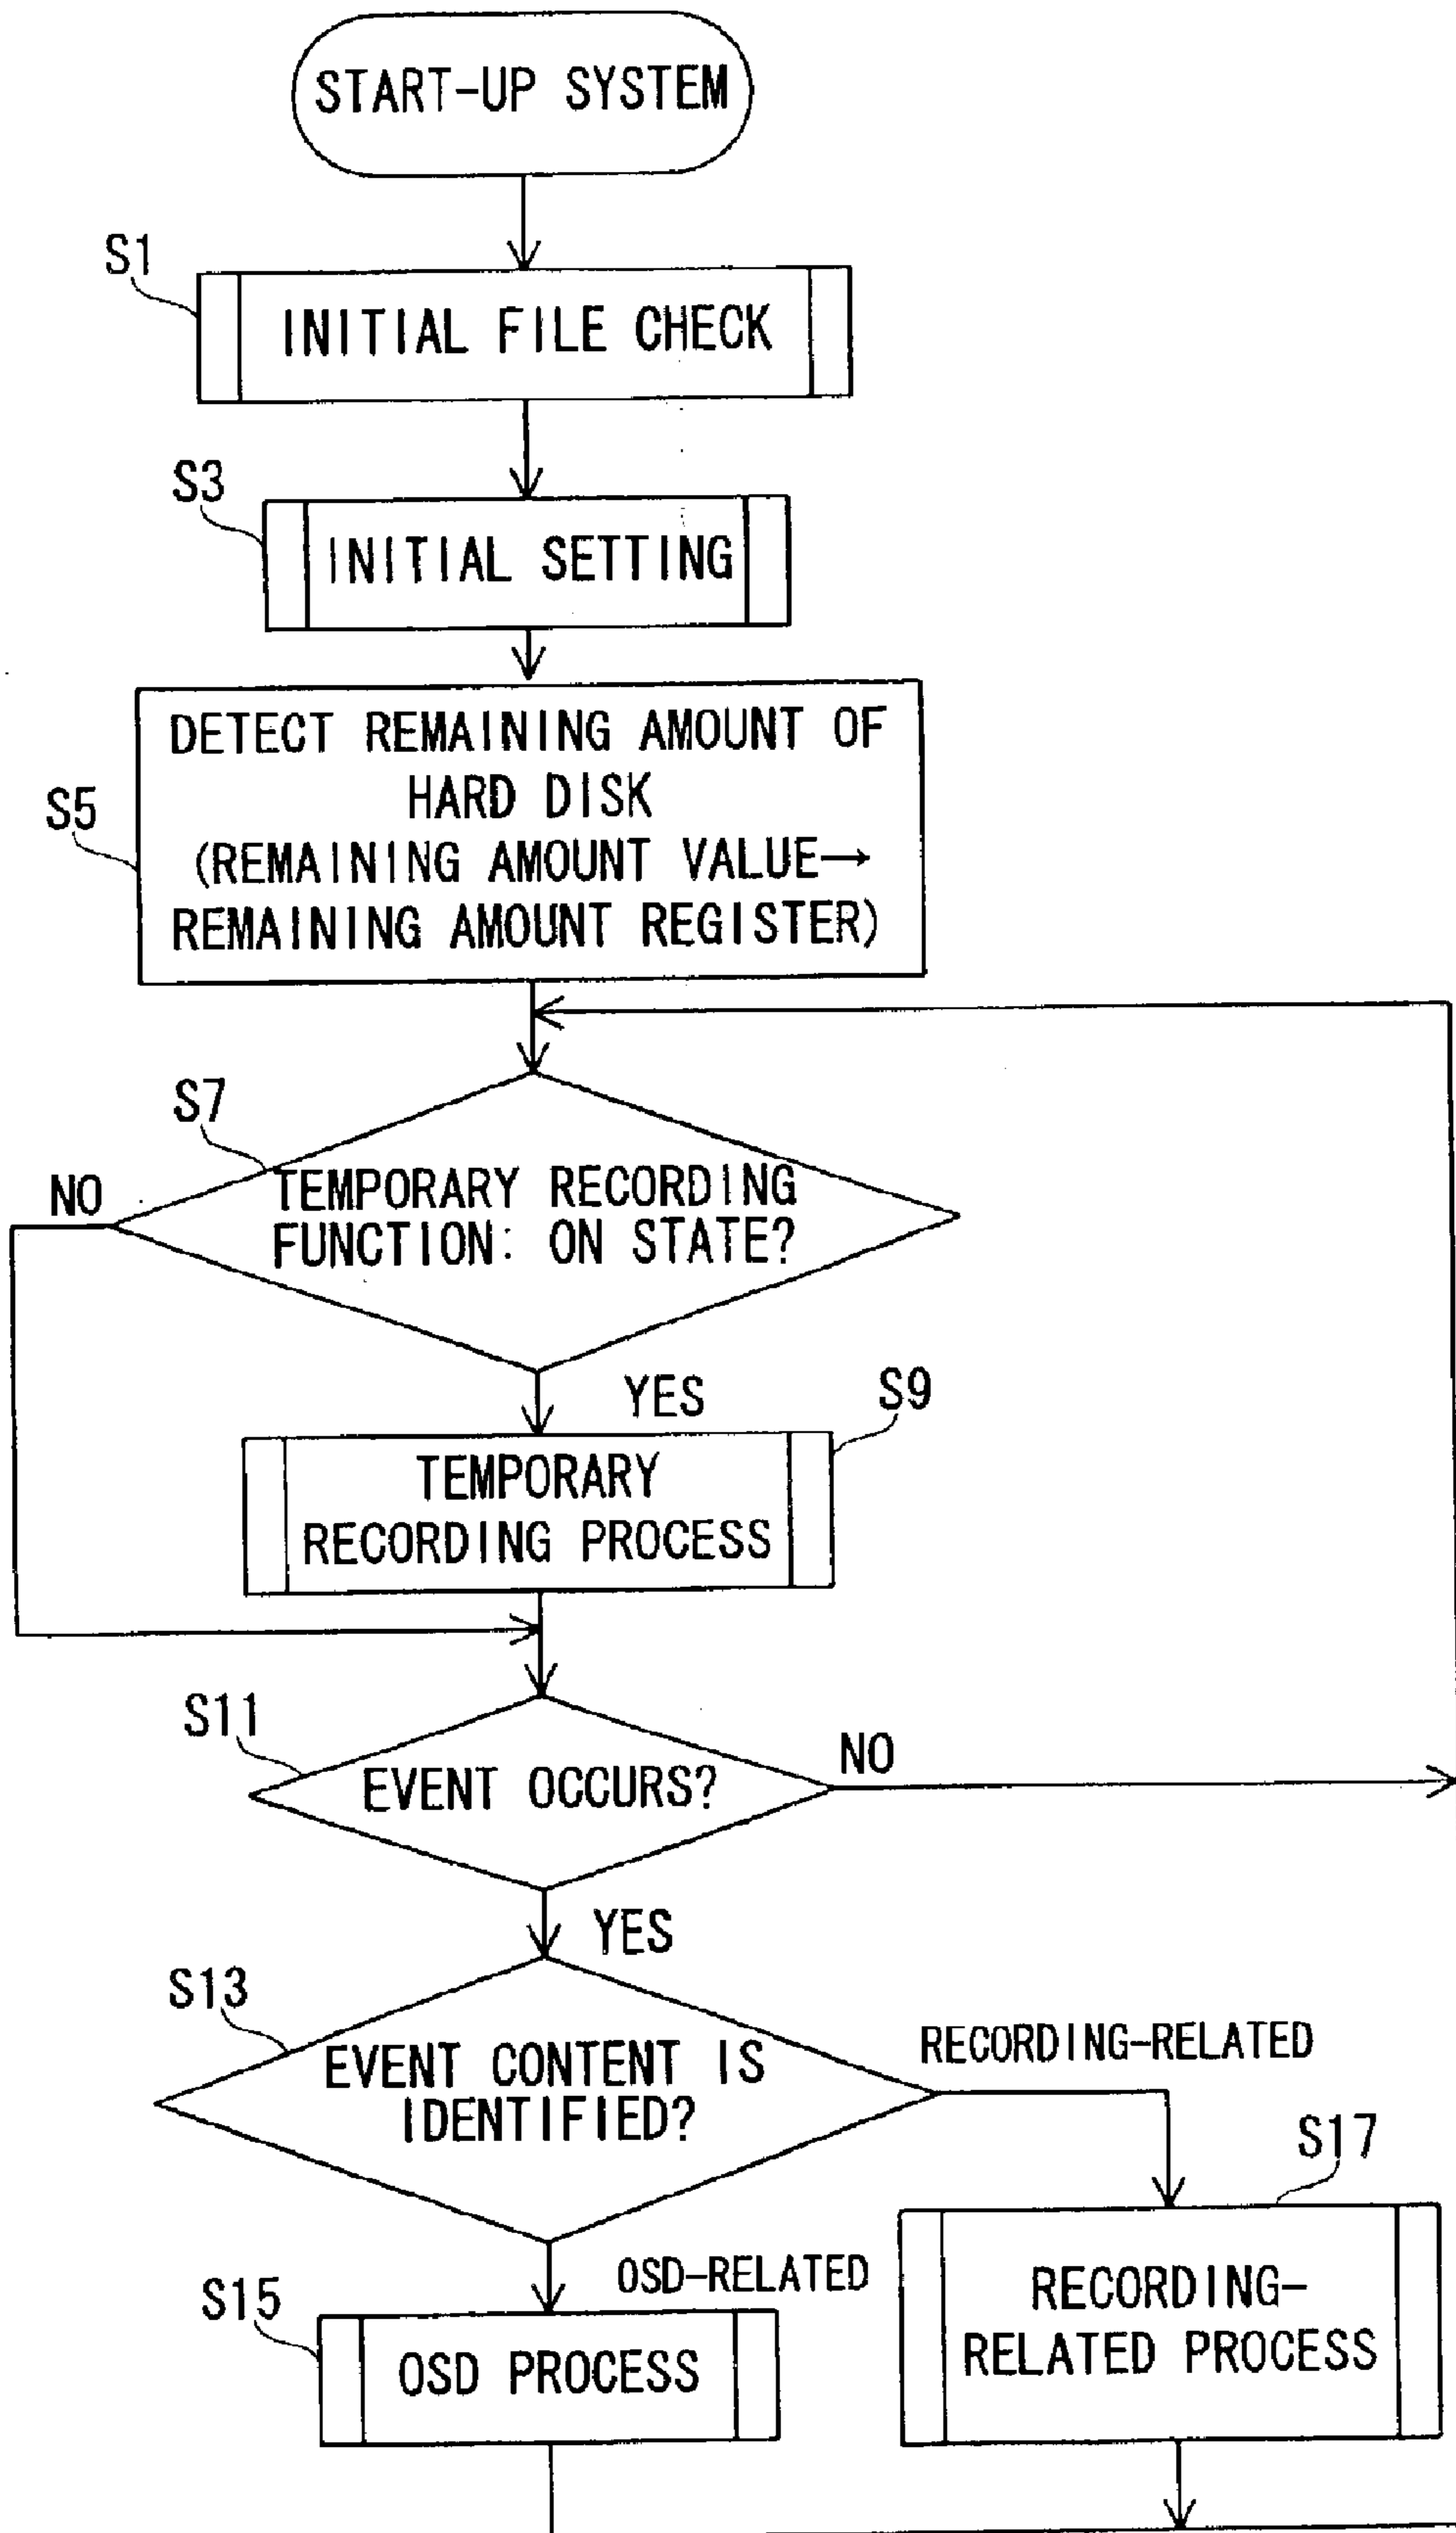 START-UP SYSTEM
S1
INITIAL FILE CHECK
S3
INITIAL SETTING
S5
DETECT REMAINING AMOUNT OF
HARD DISK
(REMAINING AMOUNT VALUE→
REMAINING AMOUNT REGISTER)
S7
NO
TEMPORARY RECORDING
FUNCTION: ON STATE?
YES
S9
TEMPORARY
RECORDING PROCESS
S11
EVENT OCCURS?
NO
YES
S13
EVENT CONTENT IS
IDENTIFIED?
RECORDING-RELATED
S17
RECORDING-
RELATED PROCESS
OSD-RELATED
S15
OSD PROCESS